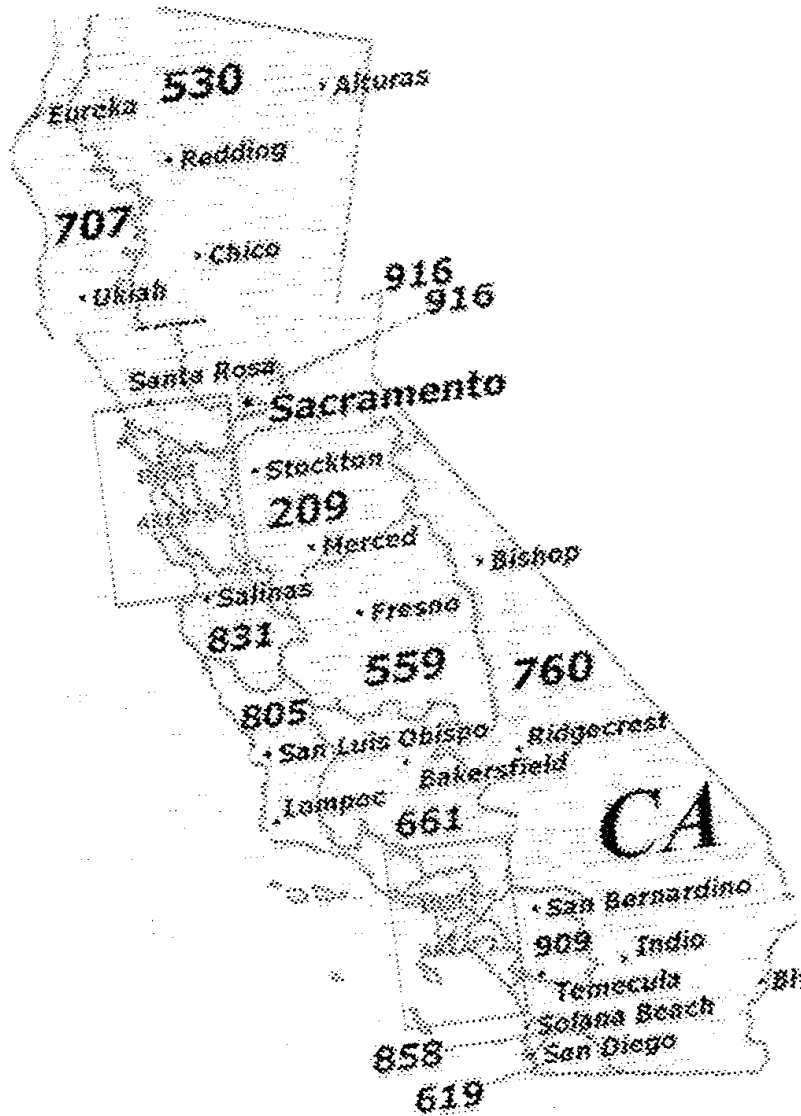 530
Alturas
Eureka
Redding
707
Chico
916
Ukiah
916
Santa Rosa
Sacramento
Stockton
209
Merced
Bishop
Salinas
Fresno
831
559
760
805
San Luis Obispo
Ridgecrest
Bakersfield
Lompoc
661
CA
San Bernardino
909
Indio
Temecula
Bl
Solana Beach
San Diego
858
619